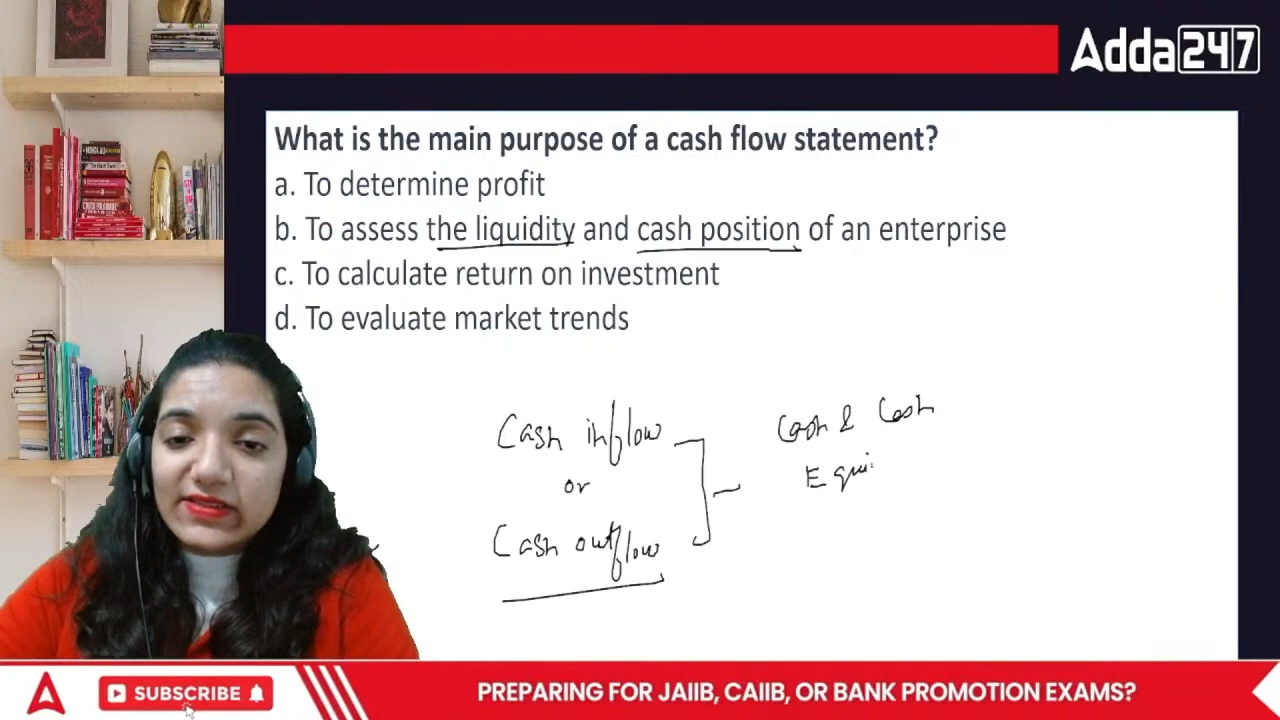 Adda247
What is the main purpose of a cash flow statement?
a. To determine profit
b. To assess the liquidity and cash position of an enterprise
c. To calculate return on investment
d. To evaluate market trends
Cash inflow
or
Cash outflow
Cash & Cash
Equi
SUBSCRIBE
PREPARING FOR JAIIB, CAIIB, OR BANK PROMOTION EXAMS?